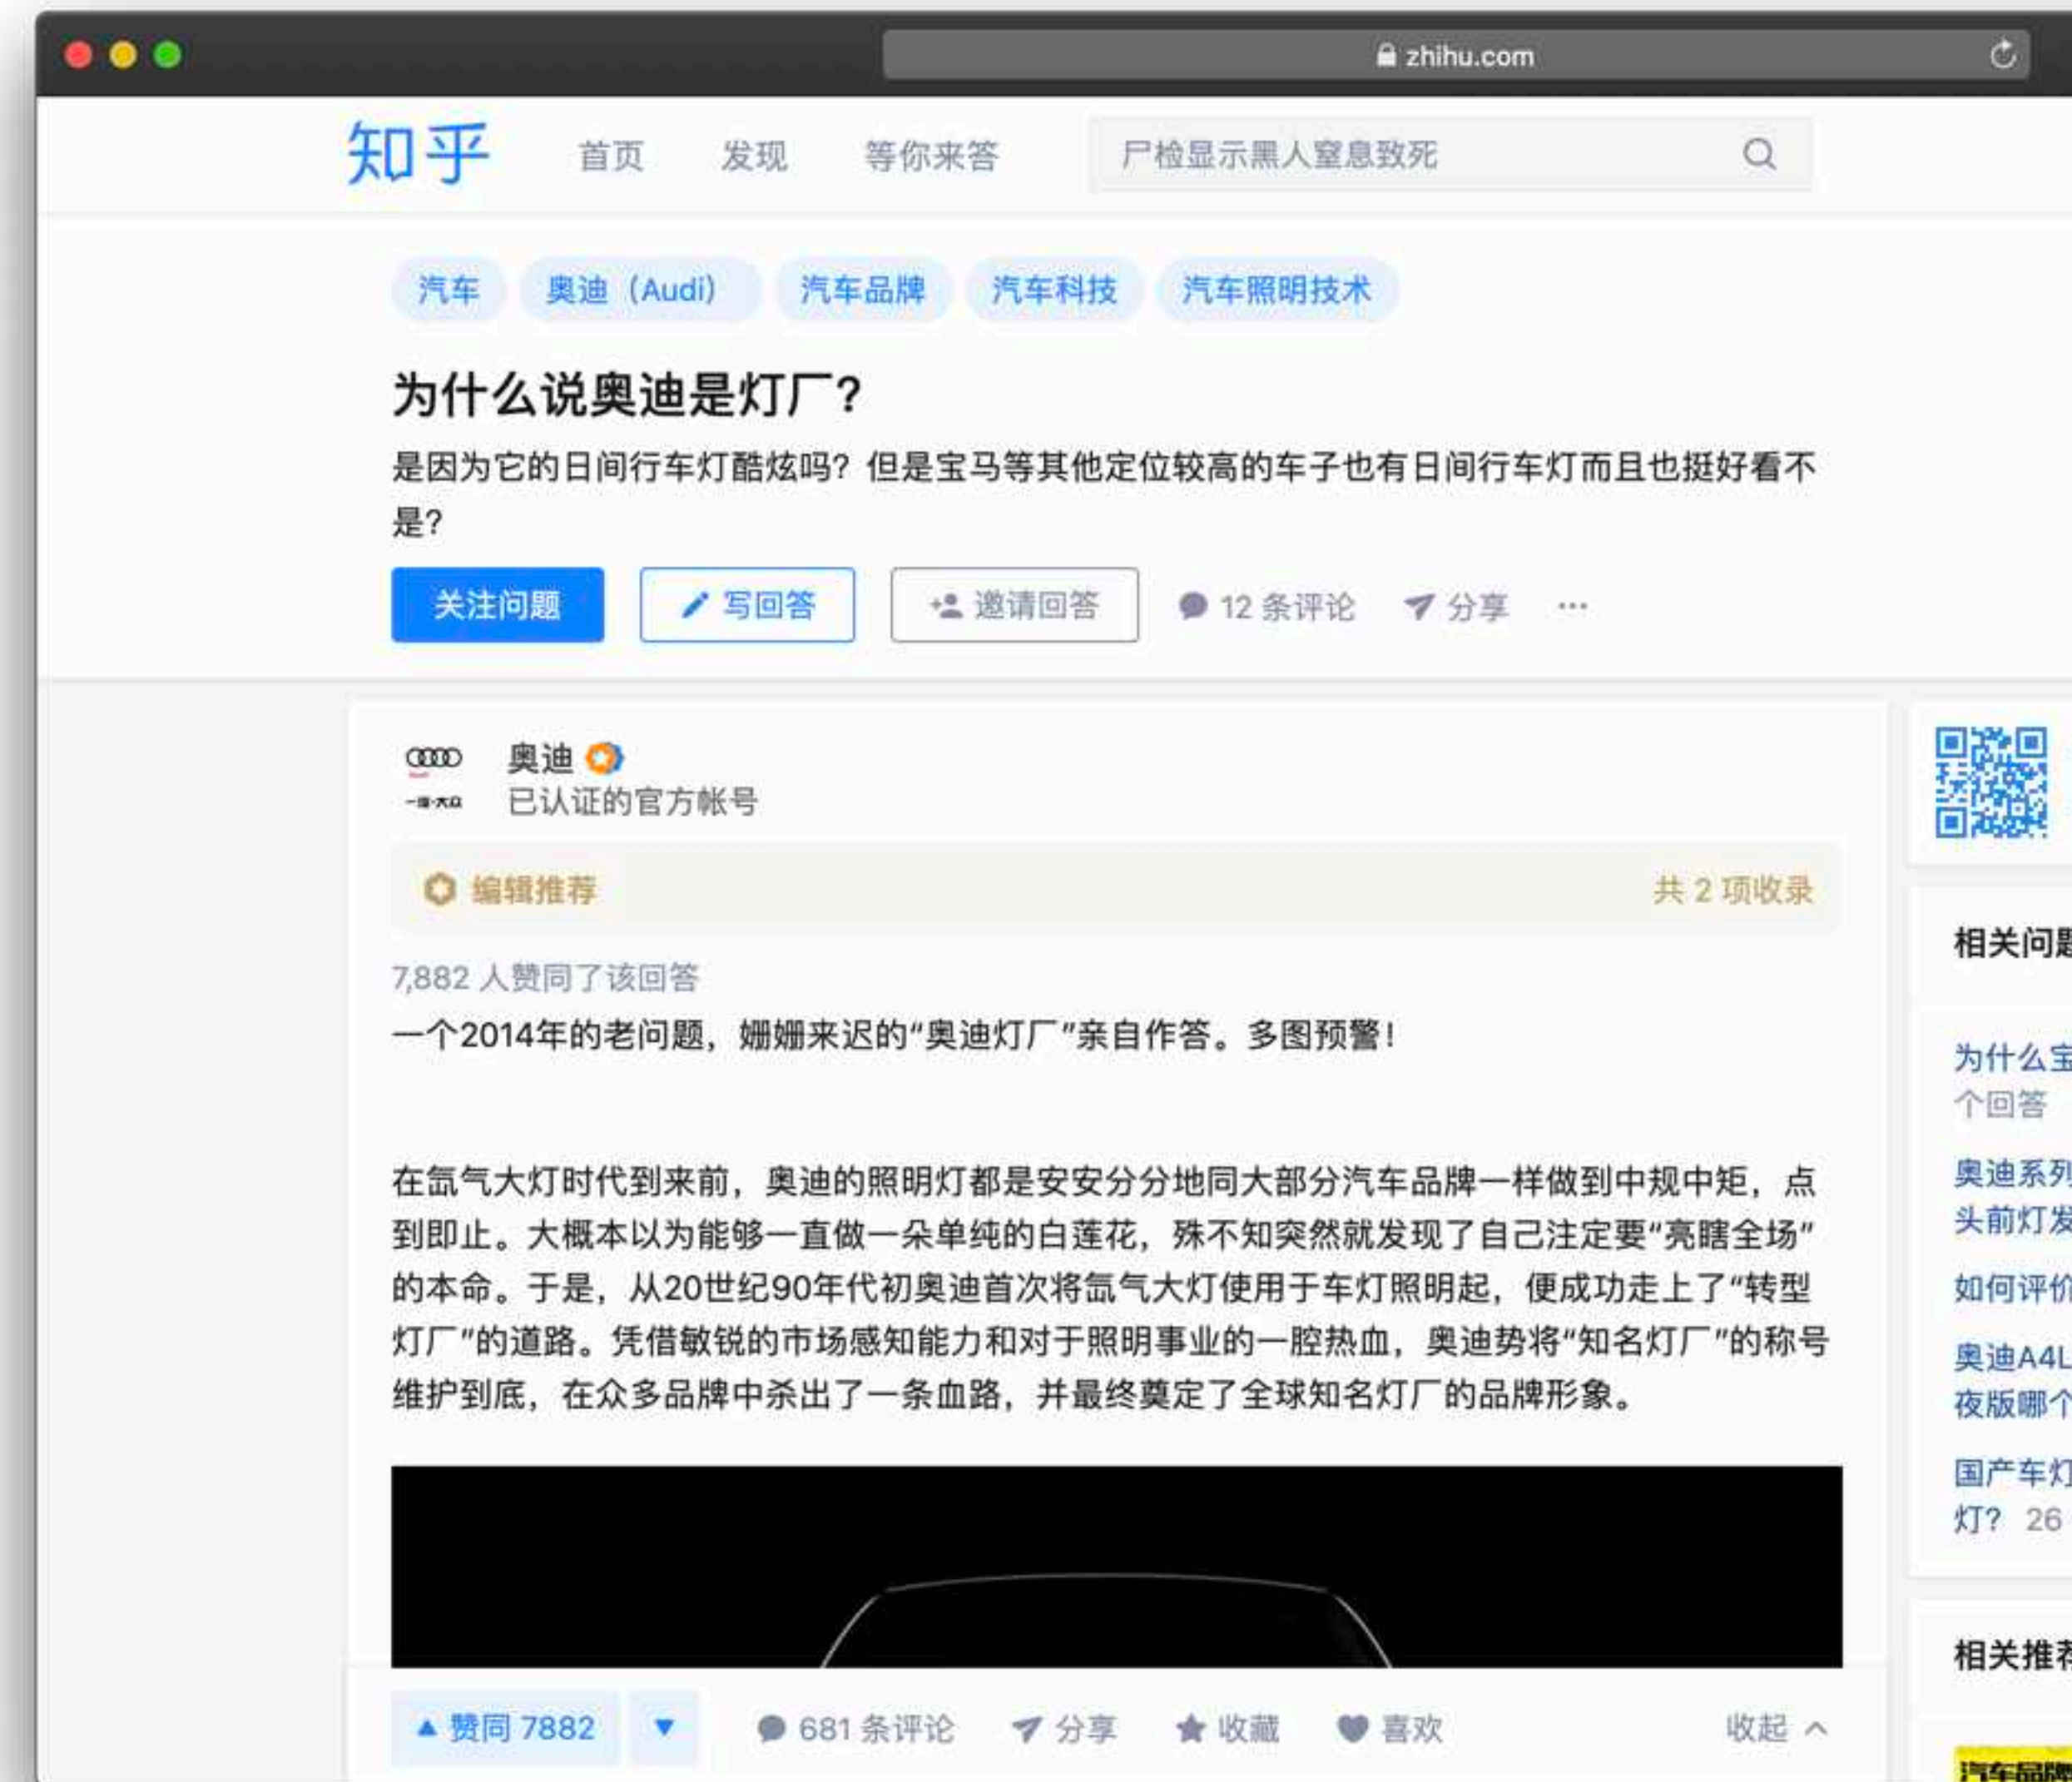 zhihu.com
知乎 首页 发现 等你来答 尸检显示黑人窒息致死
汽车 奥迪（Audi） 汽车品牌 汽车科技 汽车照明技术
为什么说奥迪是灯厂？
是因为它的日间行车灯酷炫吗？但是宝马等其他定位较高的车子也有日间行车灯而且也挺好看不
是？
关注问题 写回答 邀请回答 12 条评论 分享 ···
奥迪
已认证的官方帐号
编辑推荐 共 2 项收录
7,882 人赞同了该回答
一个2014年的老问题，姗姗来迟的“奥迪灯厂”亲自作答。多图预警！
在氙气大灯时代到来前，奥迪的照明灯都是安安分分地同大部分汽车品牌一样做到中规中矩，点
到即止。大概本以为能够一直做一朵单纯的白莲花，殊不知突然就发现了自己注定要“亮瞎全场”
的本命。于是，从20世纪90年代初奥迪首次将氙气大灯使用于车灯照明起，便成功走上了“转型
灯厂”的道路。凭借敏锐的市场感知能力和对于照明事业的一腔热血，奥迪势将“知名灯厂”的称号
维护到底，在众多品牌中杀出了一条血路，并最终奠定了全球知名灯厂的品牌形象。
赞同 7882 681 条评论 分享 收藏 喜欢 收起
相关问题
为什么宝
个回答
奥迪系列
头前灯发
如何评价
奥迪A4L
夜版哪个
国产车灯
灯？ 26
相关推荐
汽车品牌